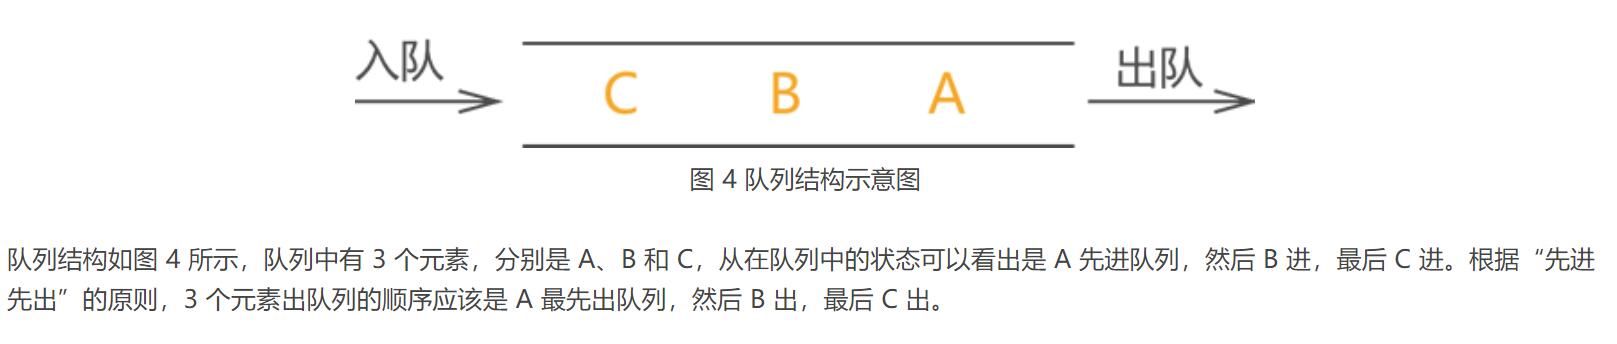 入队
C B A
出队
图 4 队列结构示意图
队列结构如图 4 所示，队列中有 3 个元素，分别是 A、B 和 C，从在队列中的状态可以看出是 A 先进队列，然后 B 进，最后 C 进。根据“先进
先出”的原则，3 个元素出队列的顺序应该是 A 最先出队列，然后 B 出，最后 C 出。